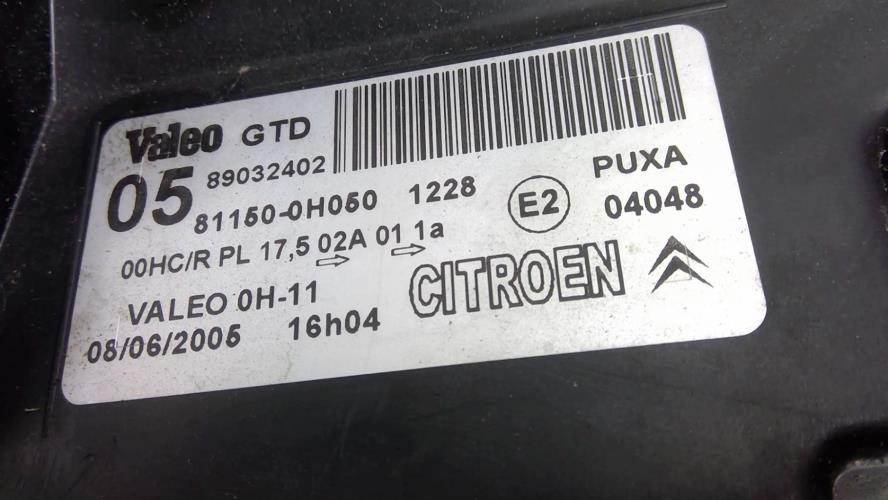 Valeo GTD
05 89032402
81150-0H050 1228
E2
PUXA
04048
00HC/R PL 17,5 02A 01 1a
VALEO 0H-11
CITROEN
08/06/2005 16h04